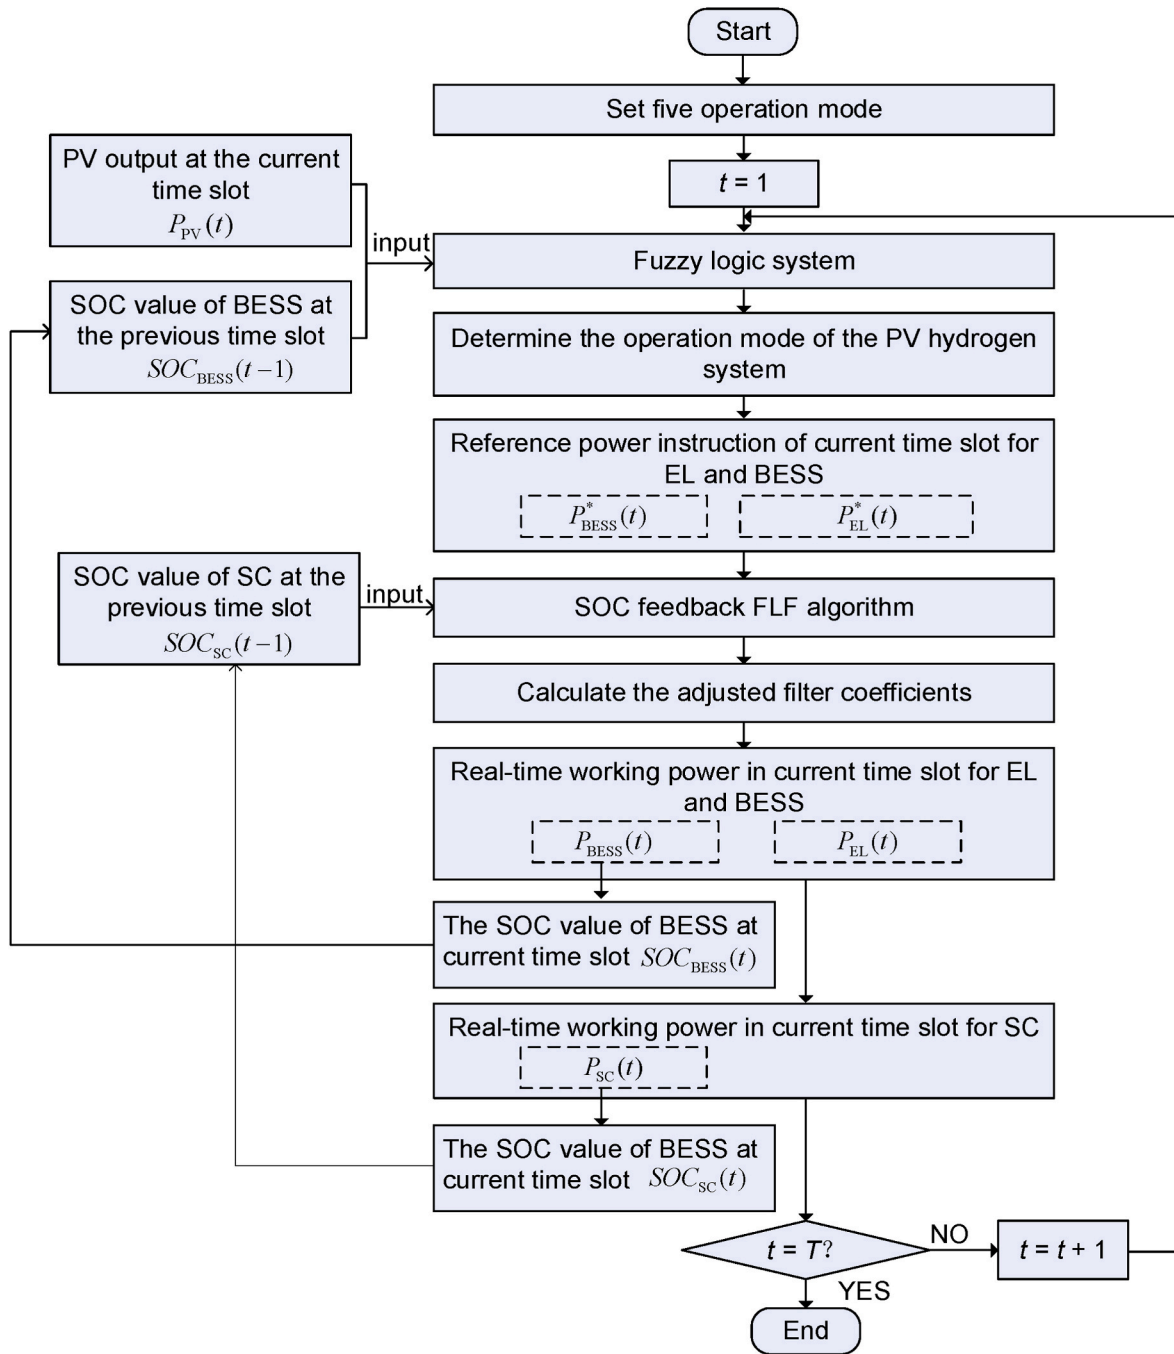 Start
Set five operation mode
t = 1
PV output at the current
time slot
P_PV(t)
input
Fuzzy logic system
SOC value of BESS at
the previous time slot
SOC_BESS(t−1)
Determine the operation mode of the PV hydrogen
system
Reference power instruction of current time slot for
EL and BESS
P*_BESS(t) P*_EL(t)
SOC value of SC at the
previous time slot
SOC_SC(t−1)
input
SOC feedback FLF algorithm
Calculate the adjusted filter coefficients
Real-time working power in current time slot for EL
and BESS
P_BESS(t) P_EL(t)
The SOC value of BESS at
current time slot SOC_BESS(t)
Real-time working power in current time slot for SC
P_SC(t)
The SOC value of BESS at
current time slot SOC_SC(t)
t = T?
NO
t = t + 1
YES
End